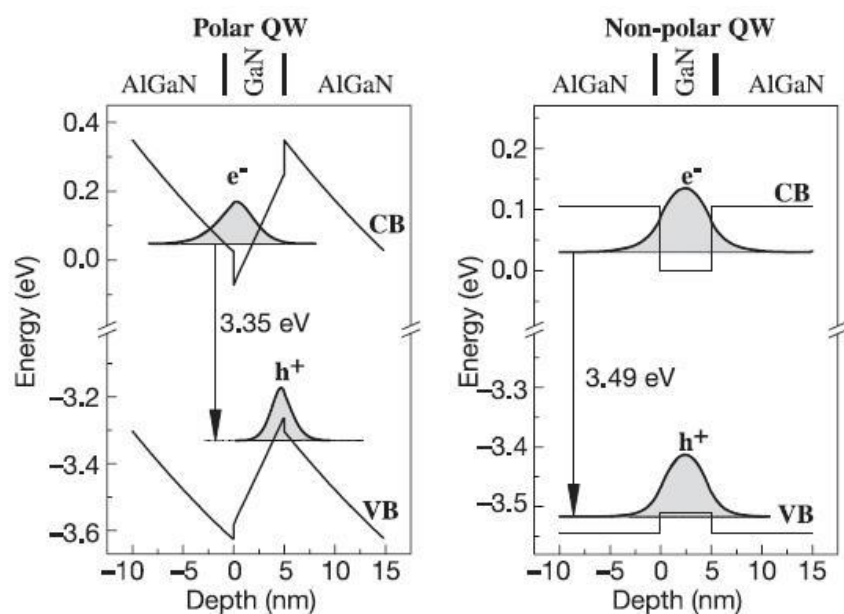 Polar QW
AlGaN
GaN
AlGaN
0.4
0.2
0.0
−3.2
−3.4
−3.6
Energy (eV)
e-
CB
3.35 eV
h+
VB
−10
−5
0
5
10
15
Depth (nm)
Non-polar QW
AlGaN
GaN
AlGaN
0.2
0.1
0.0
−3.3
−3.4
−3.5
Energy (eV)
e-
CB
3.49 eV
h+
VB
−10
−5
0
5
10
15
Depth (nm)